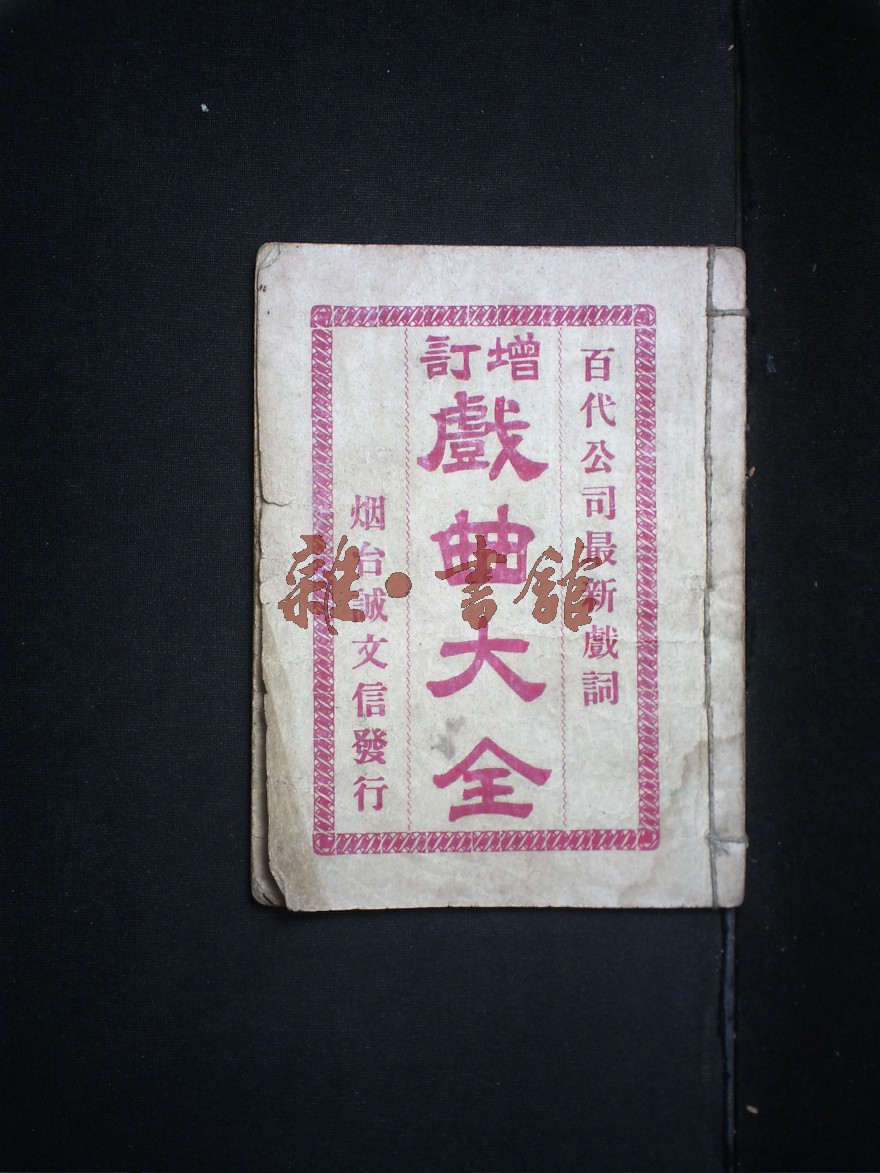 百代公司最新戲詞
增訂
戲曲大全
烟台誠文信發行
雜·書館